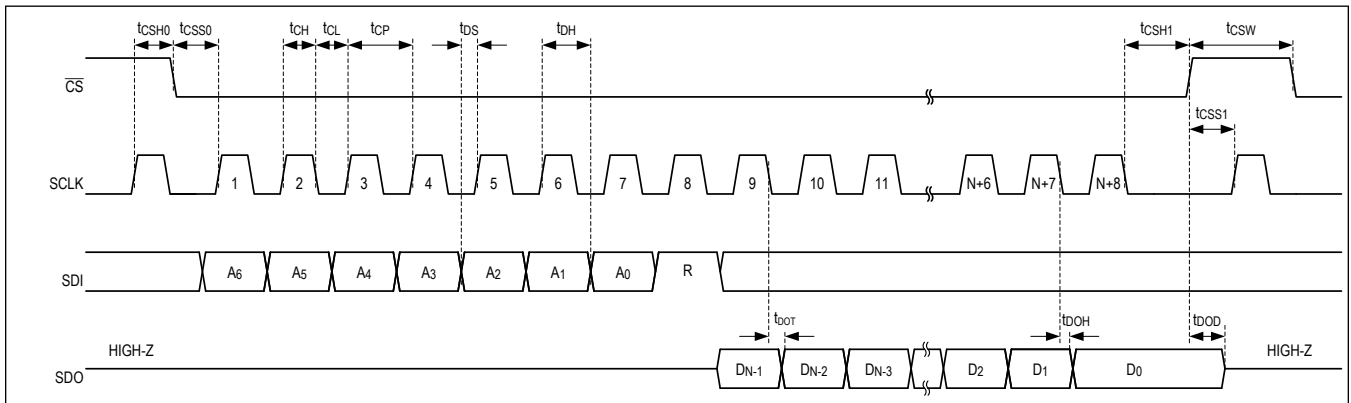 tCSH0 tCSS0 tCH tCL tCP tDS tDH tCSH1 tCSW
CS
tCSS1
SCLK 1 2 3 4 5 6 7 8 9 10 11 N+6 N+7 N+8
SDI A6 A5 A4 A3 A2 A1 A0 R
tDOT tDOH tDOD
HIGH-Z HIGH-Z
SDO DN-1 DN-2 DN-3 D2 D1 D0